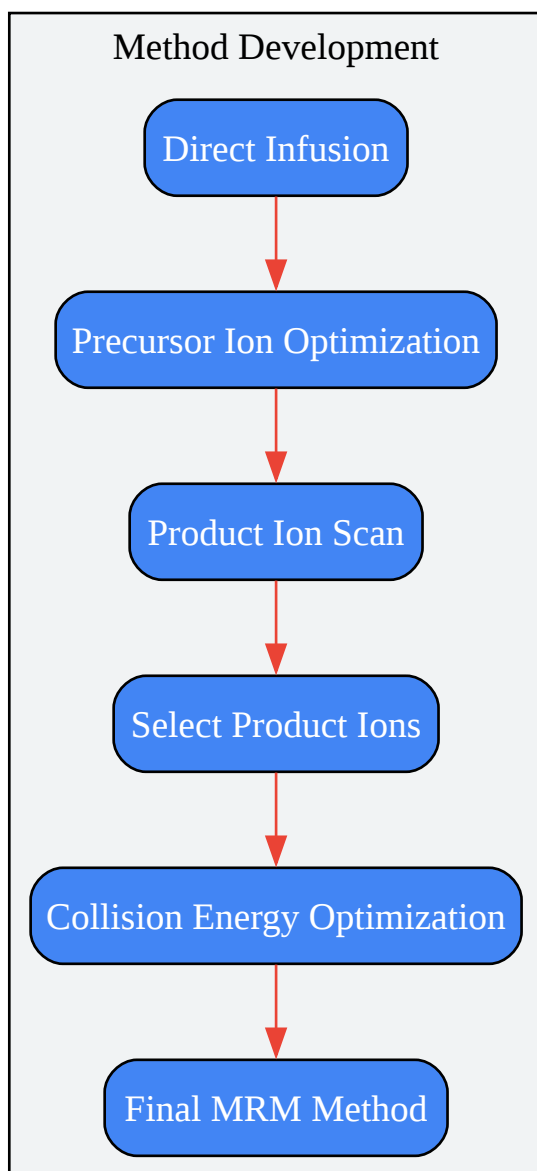 Method Development
Direct Infusion
Precursor Ion Optimization
Product Ion Scan
Select Product Ions
Collision Energy Optimization
Final MRM Method